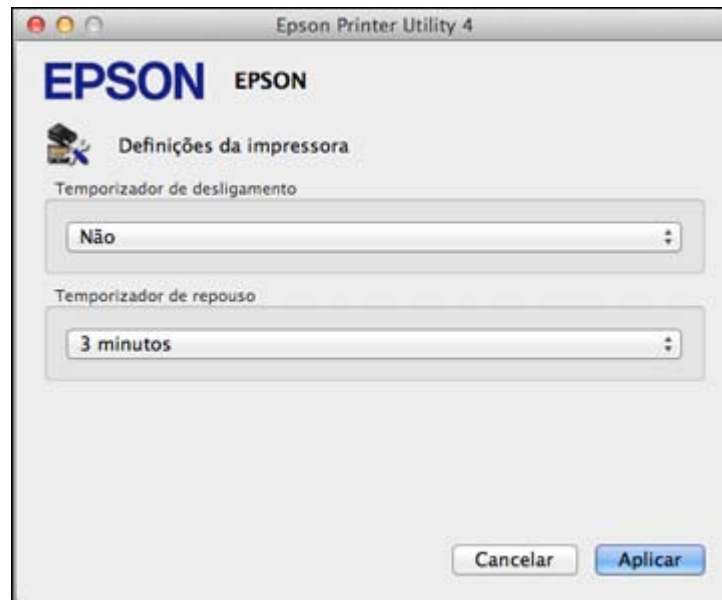 Epson Printer Utility 4
EPSON EPSON
Definições da impressora
Temporizador de desligamento
Não
Temporizador de repouso
3 minutos
Cancelar Aplicar